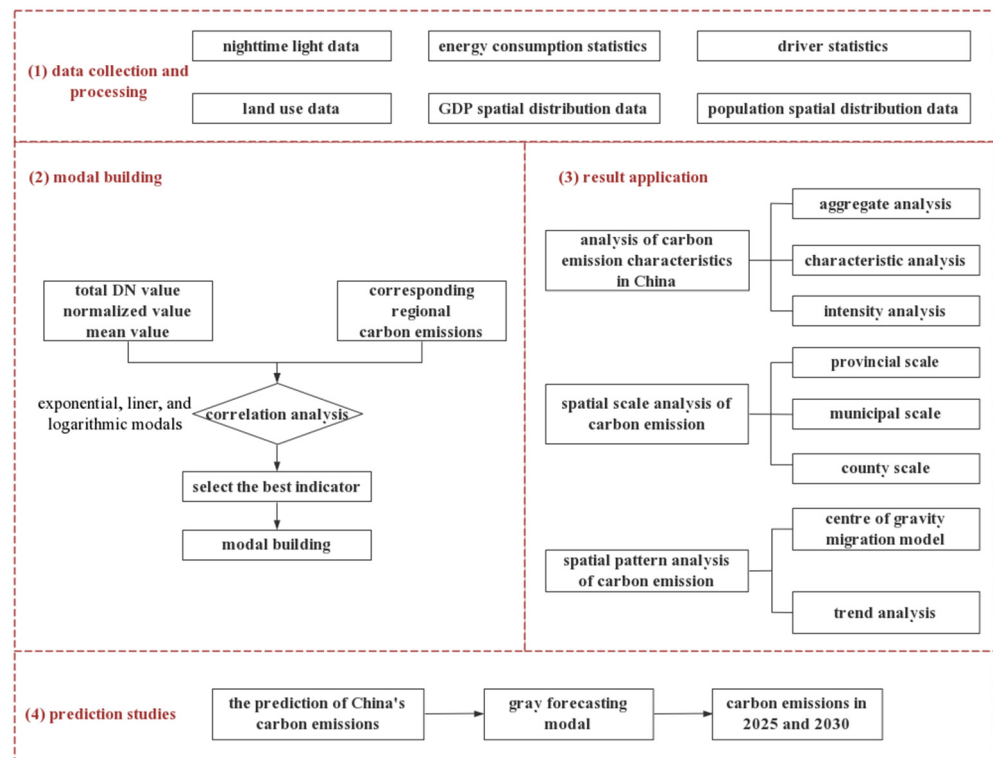 nighttime light data
energy consumption statistics
driver statistics
(1) data collection and
processing
land use data
GDP spatial distribution data
population spatial distribution data
(2) modal building
total DN value
normalized value
mean value
corresponding
regional
carbon emissions
exponential, liner, and
logarithmic modals
correlation analysis
select the best indicator
modal building
(3) result application
analysis of carbon
emission characteristics
in China
aggregate analysis
characteristic analysis
intensity analysis
spatial scale analysis of
carbon emission
provincial scale
municipal scale
county scale
spatial pattern analysis
of carbon emission
centre of gravity
migration model
trend analysis
(4) prediction studies
the prediction of China's
carbon emissions
gray forecasting
modal
carbon emissions in
2025 and 2030